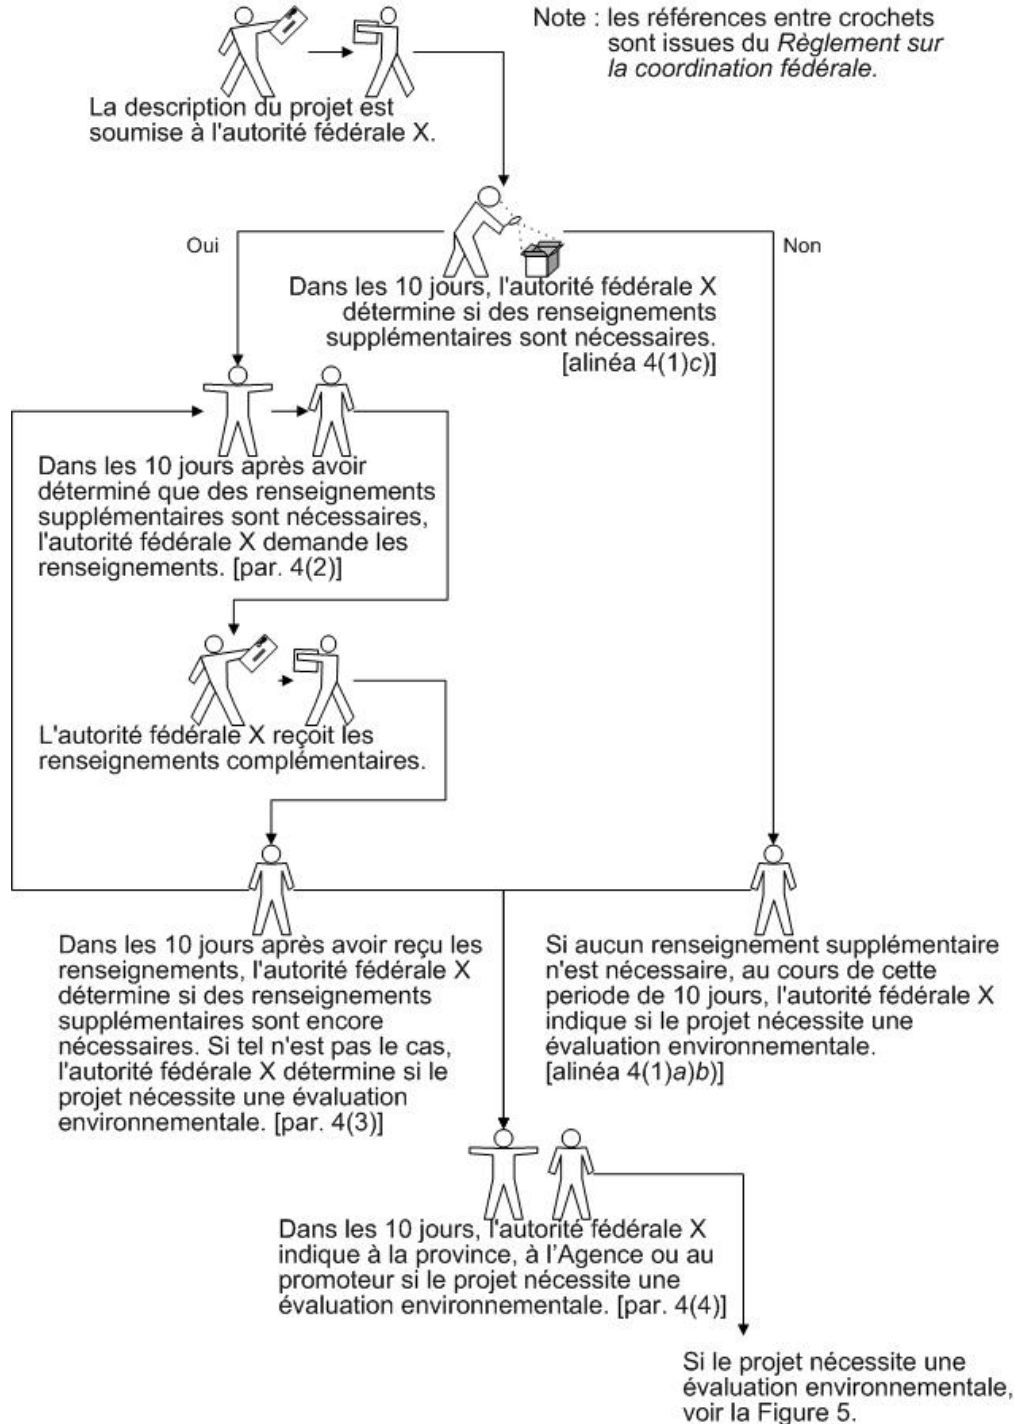 Note : les références entre crochets
sont issues du Règlement sur
la coordination fédérale.
La description du projet est
soumise à l'autorité fédérale X.
Oui
Non
Dans les 10 jours, l'autorité fédérale X
détermine si des renseignements
supplémentaires sont nécessaires.
[alinéa 4(1)c)]
Dans les 10 jours après avoir
déterminé que des renseignements
supplémentaires sont nécessaires,
l'autorité fédérale X demande les
renseignements. [par. 4(2)]
L'autorité fédérale X reçoit les
renseignements complémentaires.
Dans les 10 jours après avoir reçu les
renseignements, l'autorité fédérale X
détermine si des renseignements
supplémentaires sont encore
nécessaires. Si tel n'est pas le cas,
l'autorité fédérale X détermine si le
projet nécessite une évaluation
environnementale. [par. 4(3)]
Si aucun renseignement supplémentaire
n'est nécessaire, au cours de cette
periode de 10 jours, l'autorité fédérale X
indique si le projet nécessite une
évaluation environnementale.
[alinéa 4(1)a)b)]
Dans les 10 jours, l'autorité fédérale X
indique à la province, à l'Agence ou au
promoteur si le projet nécessite une
évaluation environnementale. [par. 4(4)]
Si le projet nécessite une
évaluation environnementale,
voir la Figure 5.